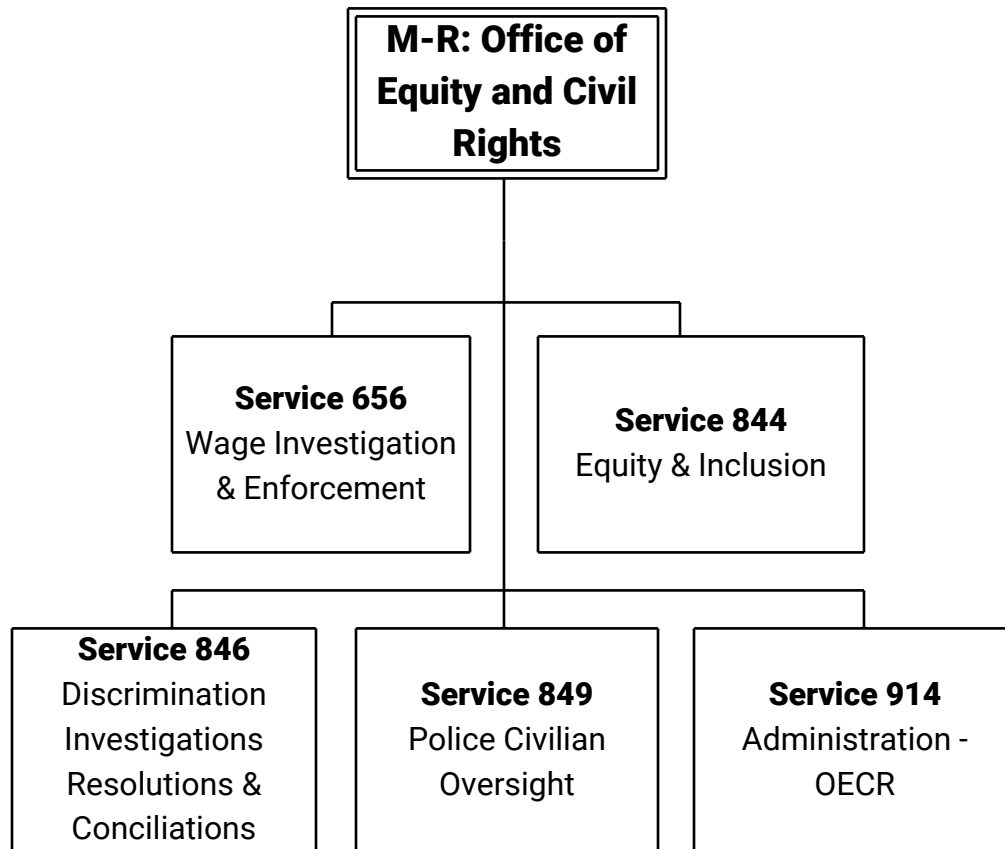 M-R: Office of
Equity and Civil
Rights
Service 656
Wage Investigation
& Enforcement
Service 844
Equity & Inclusion
Service 846
Discrimination
Investigations
Resolutions &
Conciliations
Service 849
Police Civilian
Oversight
Service 914
Administration -
OECR